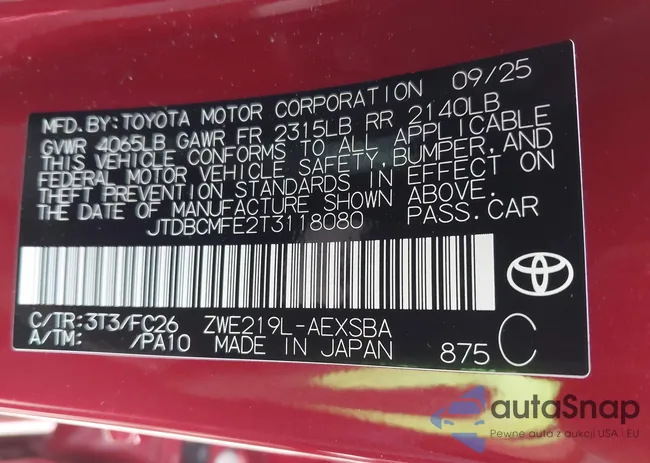 MFD. BY: TOYOTA MOTOR CORPORATION 09/25
GVWR 4065LB GAWR FR 2315LB RR 2140LB
THIS VEHICLE CONFORMS TO ALL APPLICABLE
FEDERAL MOTOR VEHICLE SAFETY, BUMPER, AND
THEFT PREVENTION STANDARDS IN EFFECT ON
THE DATE OF MANUFACTURE SHOWN ABOVE.
JTDBCMFE2T3118080 PASS. CAR
C/TR: 3T3/FC26 ZWE219L-AEXSBA
A/TM: /PA10 MADE IN JAPAN 875 C
autoSnap
Pewne auta z aukcji USA i EU